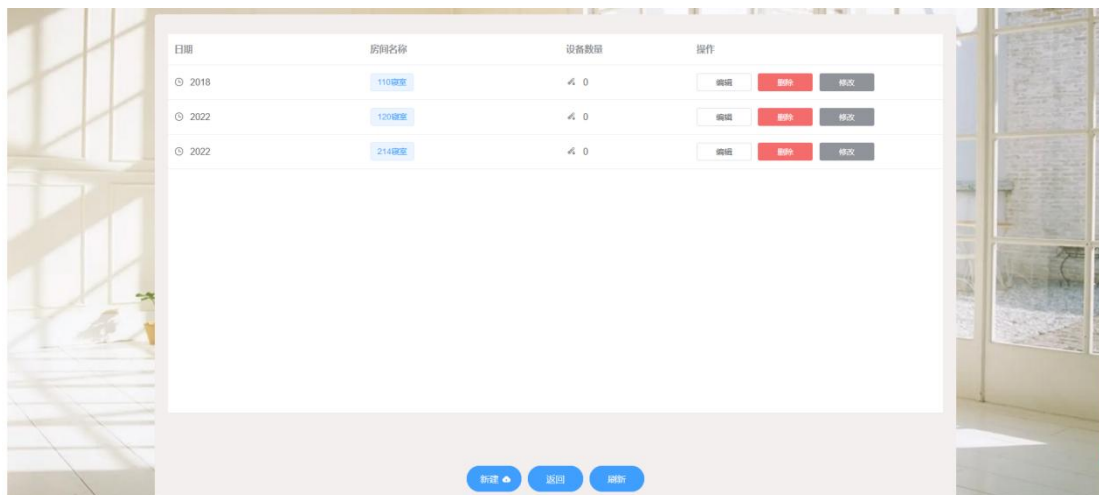 日期 房间名称 设备数量 操作
2018 110寝室 0 编辑 删除 修改
2022 120寝室 0 编辑 删除 修改
2022 214寝室 0 编辑 删除 修改
新建 返回 刷新